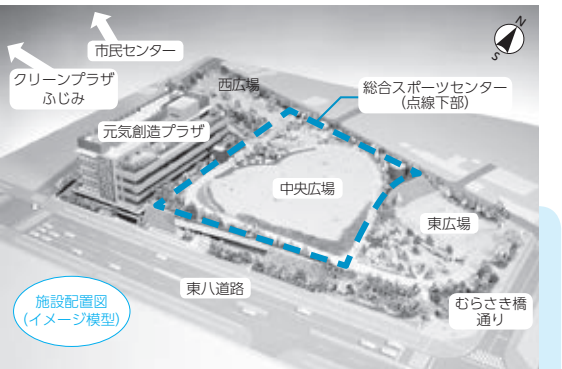 N
S
市民センター
クリーンプラザ
ふじみ
西広場
総合スポーツセンター
(点線下部)
元気創造プラザ
中央広場
東広場
東八道路
施設配置図
(イメージ模型)
むらさき橋
通り